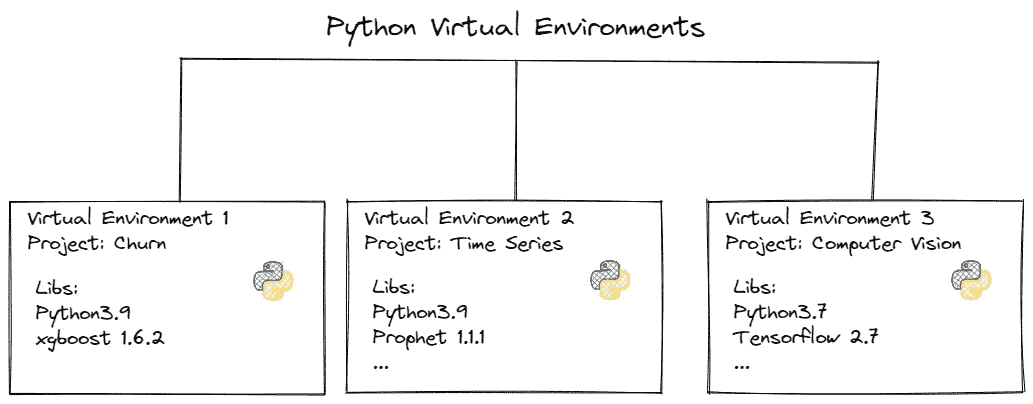 Python Virtual Environments
Virtual Environment 1
Project: Churn
Libs:
Python3.9
xgboost 1.6.2
Virtual Environment 2
Project: Time Series
Libs:
Python3.9
Prophet 1.1.1
...
Virtual Environment 3
Project: Computer Vision
Libs:
Python3.7
Tensorflow 2.7
...